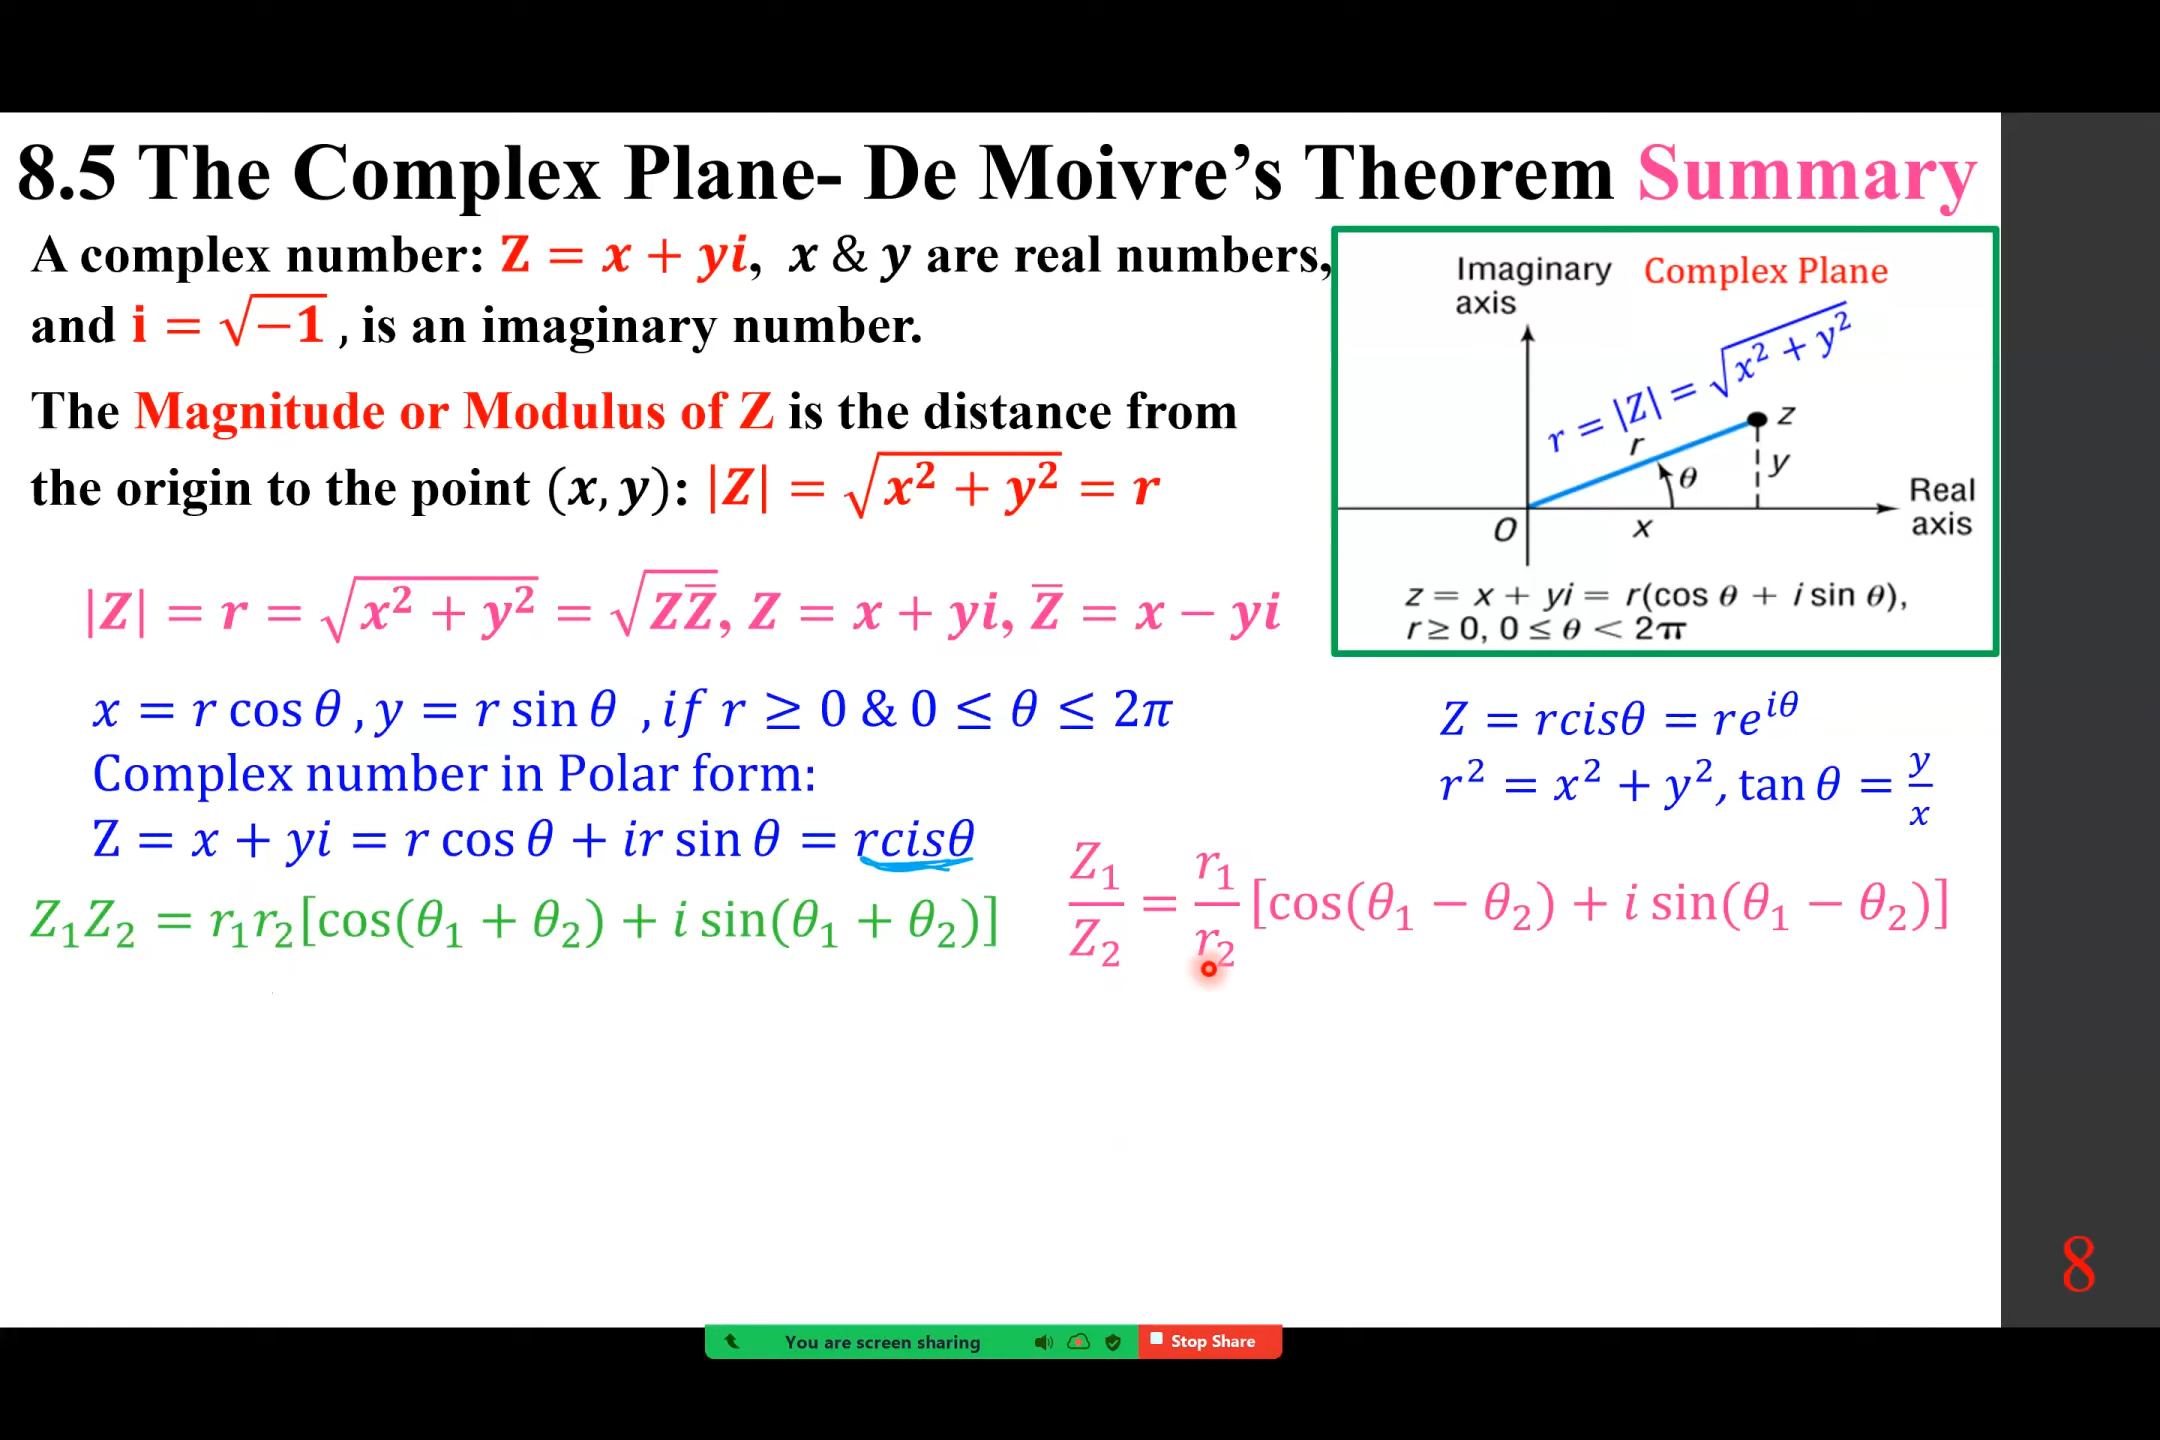 8.5 The Complex Plane- De Moivre's Theorem Summary
A complex number: Z = x + yi, x & y are real numbers,
and i = √−1 , is an imaginary number.
The Magnitude or Modulus of Z is the distance from
the origin to the point (x, y): |Z| = √(x² + y²) = r
|Z| = r = √(x² + y²) = √(ZZ̅), Z = x + yi, Z̅ = x − yi
x = r cos θ , y = r sin θ , if r ≥ 0 & 0 ≤ θ ≤ 2π
Complex number in Polar form:
Z = x + yi = r cos θ + ir sin θ = rcisθ
Z₁Z₂ = r₁r₂[cos(θ₁ + θ₂) + i sin(θ₁ + θ₂)]
Imaginary
axis
Complex Plane
r = |Z| = √(x² + y²)
z
r
θ
y
Real
axis
O
x
z = x + yi = r(cos θ + i sin θ),
r ≥ 0, 0 ≤ θ < 2π
Z = rcisθ = re^{iθ}
r² = x² + y², tan θ = y/x
Z₁/Z₂ = r₁/r₂ [cos(θ₁ − θ₂) + i sin(θ₁ − θ₂)]
8
You are screen sharing
Stop Share